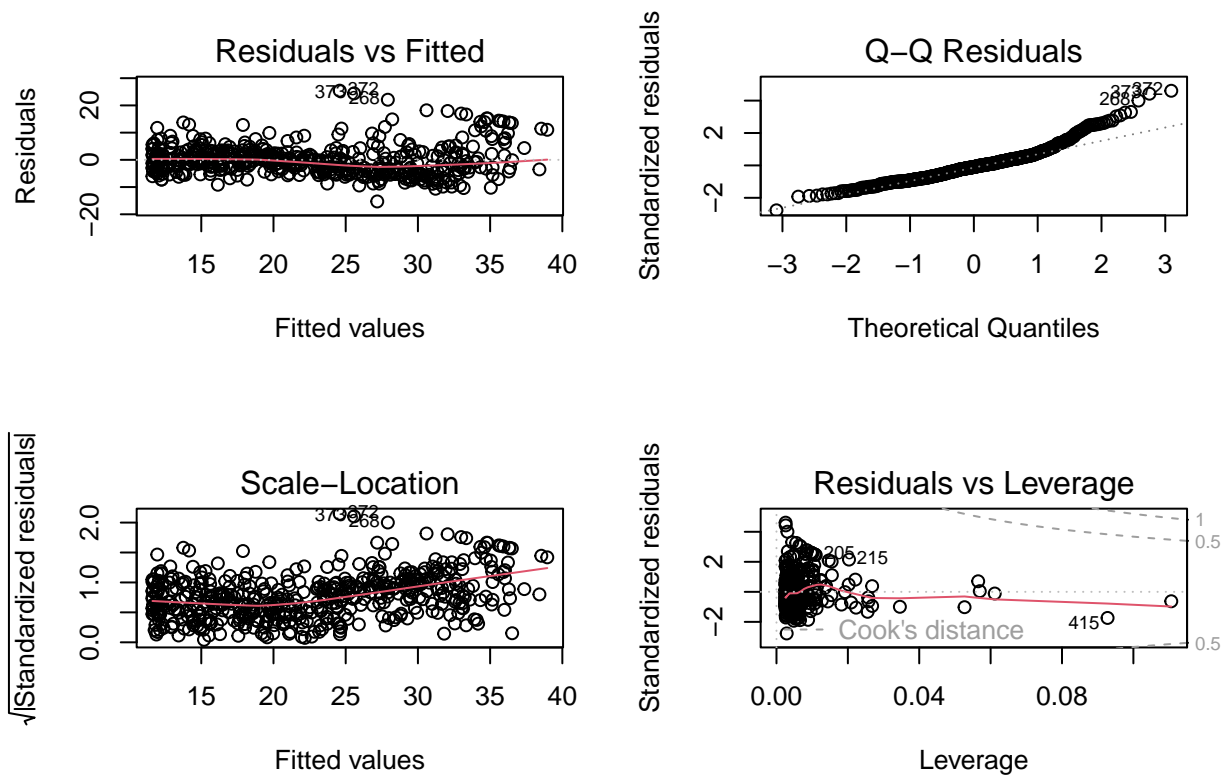 Residuals vs Fitted
Residuals
20
0
−20
372
373
268
15 20 25 30 35 40
Fitted values
Q−Q Residuals
Standardized residuals
2
−2
372
373
268
−3 −2 −1 0 1 2 3
Theoretical Quantiles
Scale−Location
√|Standardized residuals|
2.0
1.0
0.0
372
373
268
15 20 25 30 35 40
Fitted values
Residuals vs Leverage
Standardized residuals
2
−2
205
215
415
Cook's distance
1
0.5
0.5
0.00 0.04 0.08
Leverage